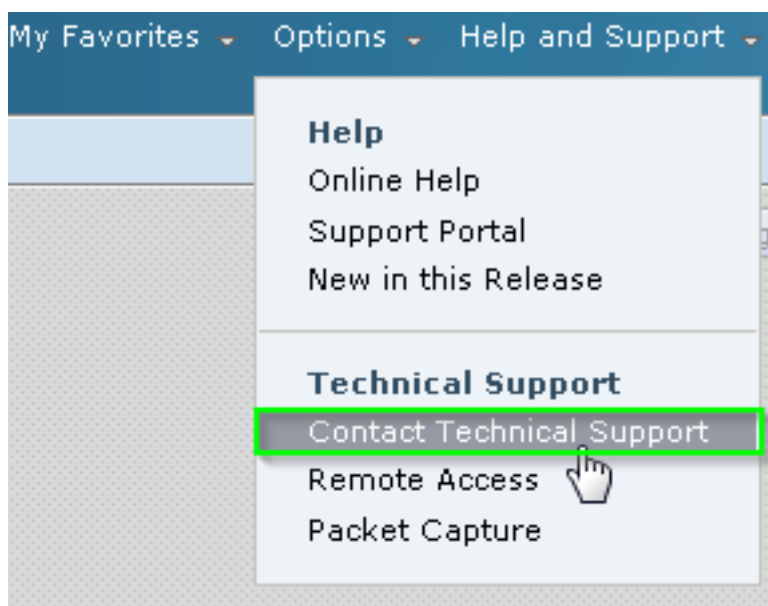 My Favorites Options Help and Support
Help
Online Help
Support Portal
New in this Release
Technical Support
Contact Technical Support
Remote Access
Packet Capture